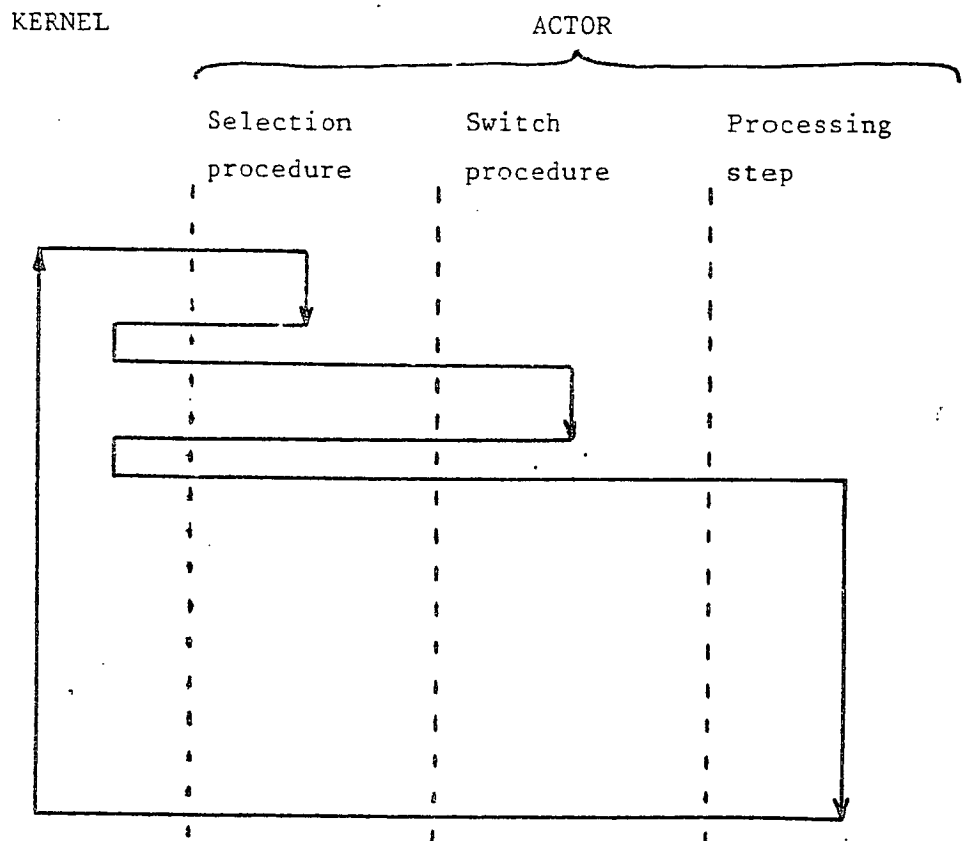 KERNEL
ACTOR
Selection
procedure
Switch
procedure
Processing
step